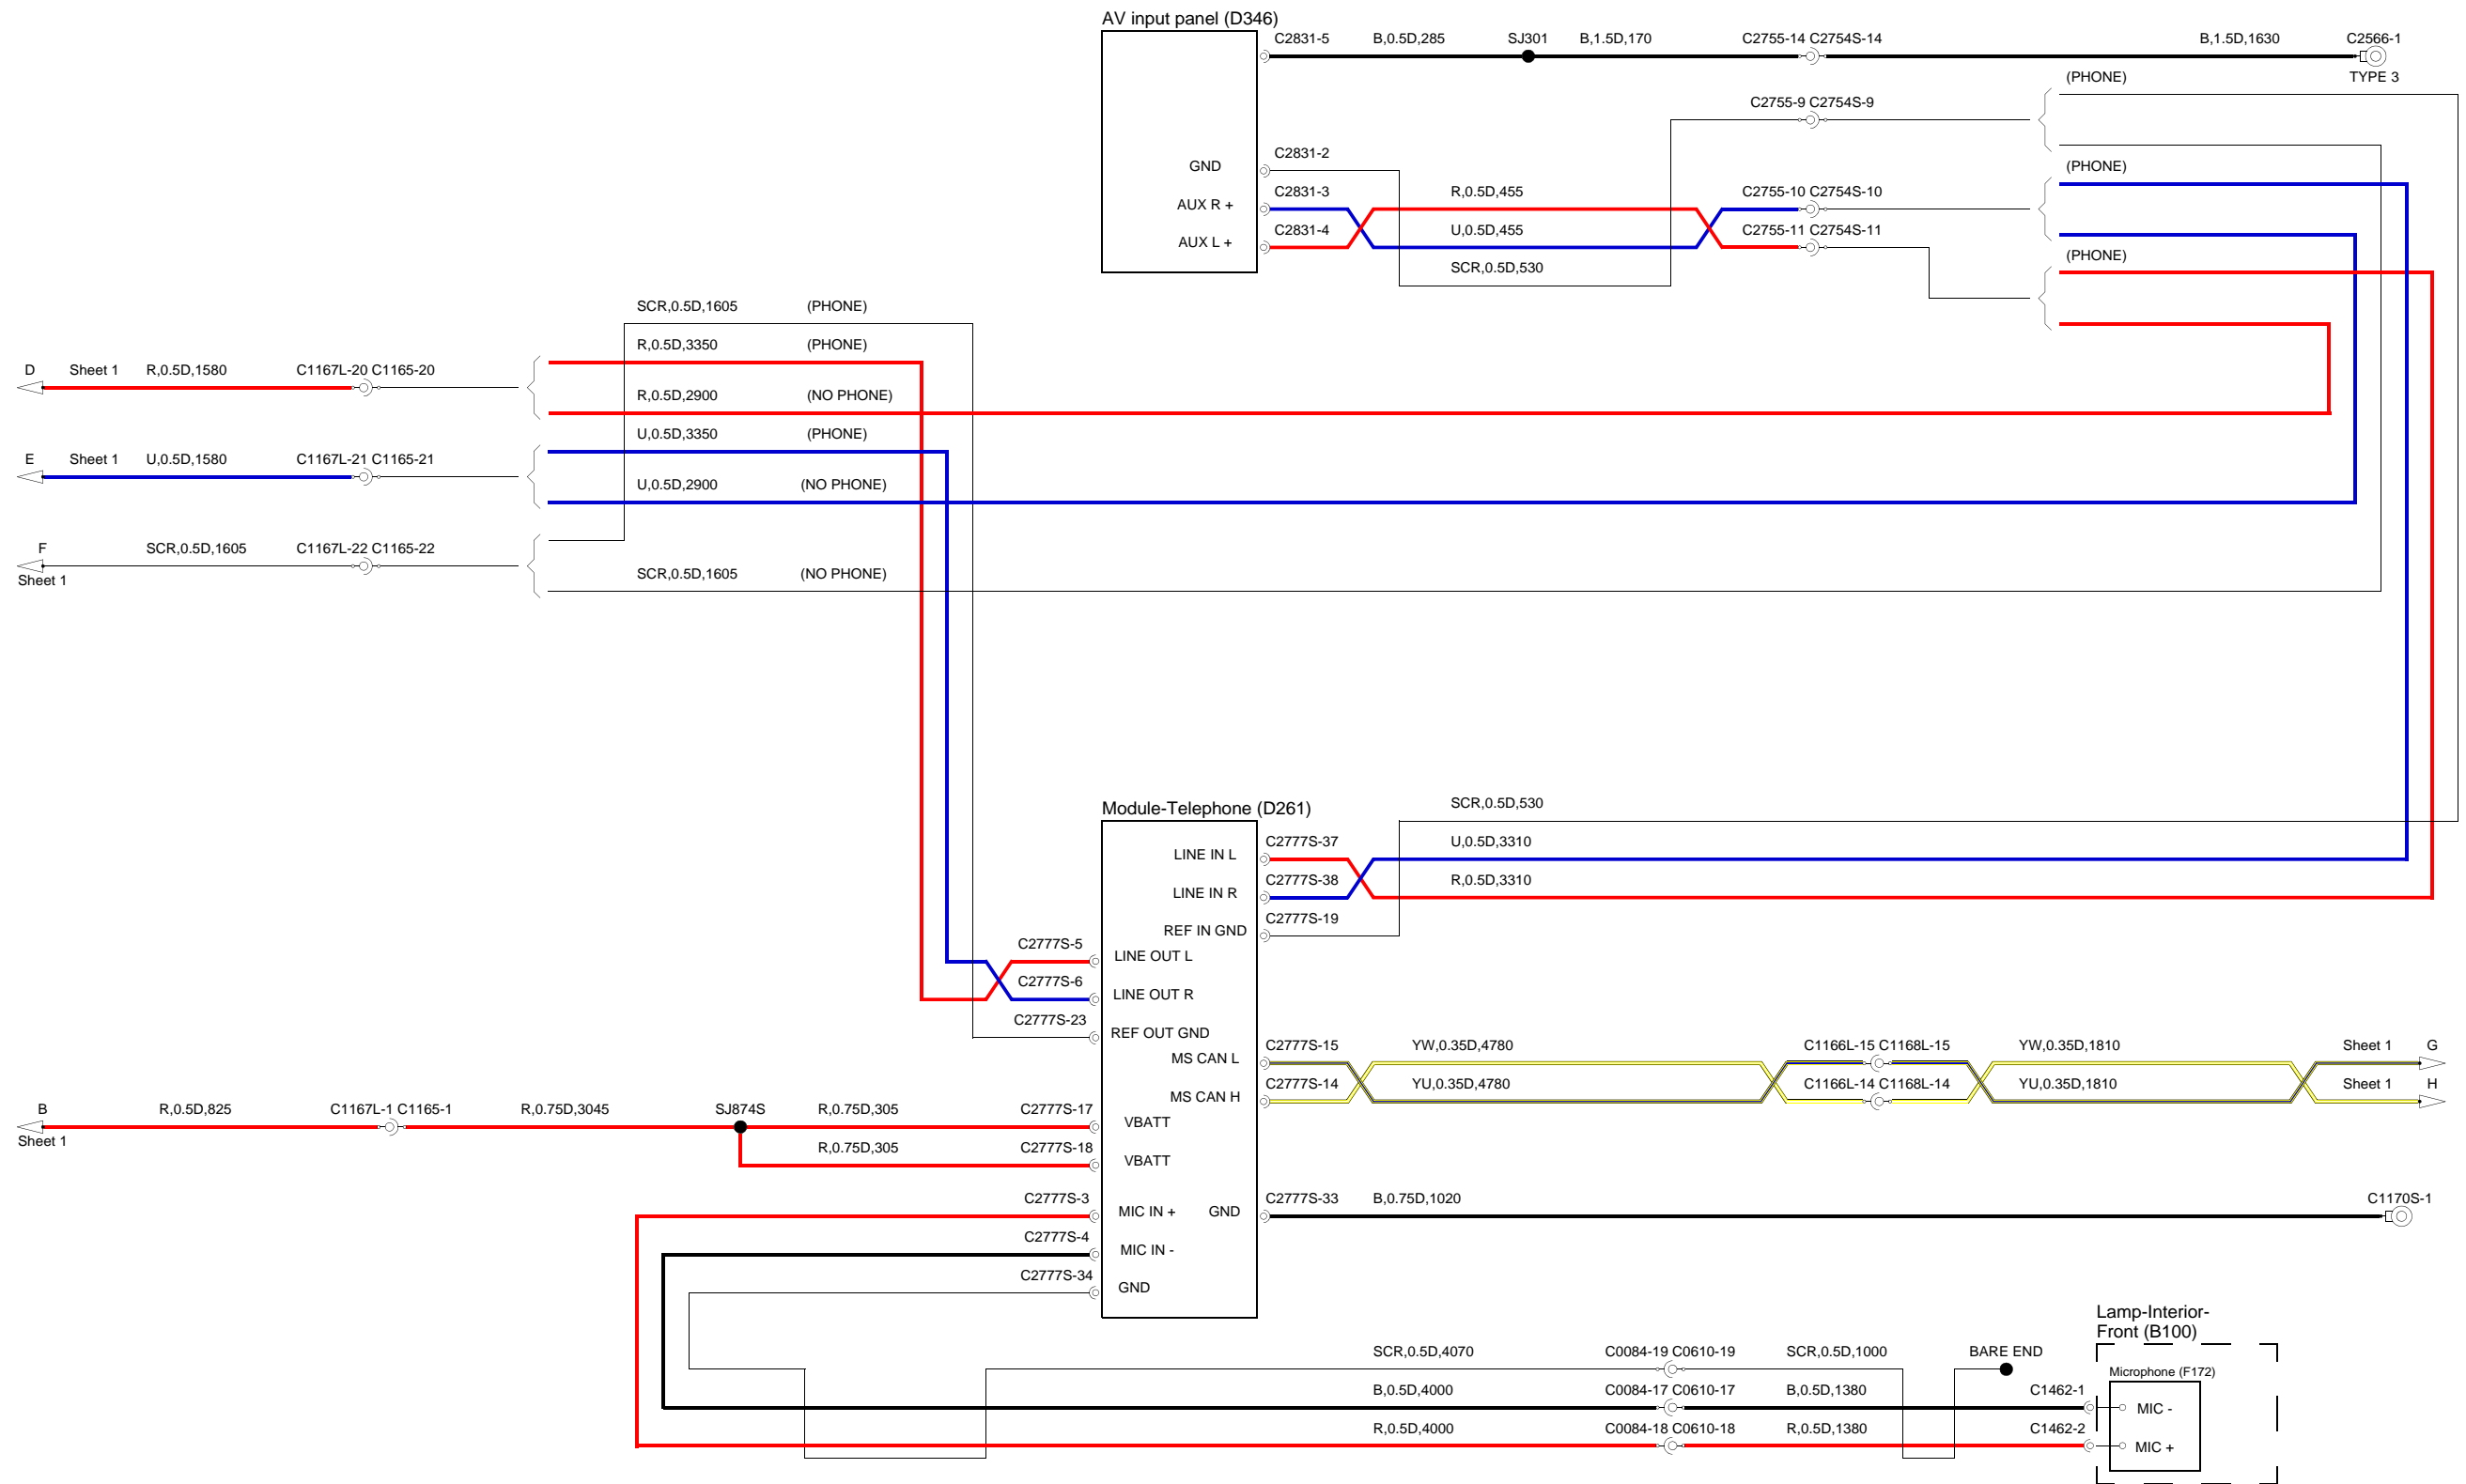 AV input panel (D346)
C2831-5 B,0.5D,285 SJ301 B,1.5D,170 C2755-14 C2754S-14 B,1.5D,1630 C2566-1
TYPE 3
(PHONE)
C2755-9 C2754S-9
C2831-2
GND
(PHONE)
C2831-3 R,0.5D,455 C2755-10 C2754S-10
AUX R +
C2831-4 U,0.5D,455 C2755-11 C2754S-11
AUX L +
(PHONE)
SCR,0.5D,530
SCR,0.5D,1605 (PHONE)
R,0.5D,3350 (PHONE)
D Sheet 1 R,0.5D,1580 C1167L-20 C1165-20
R,0.5D,2900 (NO PHONE)
U,0.5D,3350 (PHONE)
E Sheet 1 U,0.5D,1580 C1167L-21 C1165-21
U,0.5D,2900 (NO PHONE)
F SCR,0.5D,1605 C1167L-22 C1165-22
Sheet 1
SCR,0.5D,1605 (NO PHONE)
Module-Telephone (D261)
SCR,0.5D,530
C2777S-37 U,0.5D,3310
LINE IN L
C2777S-38 R,0.5D,3310
LINE IN R
C2777S-19
REF IN GND
C2777S-5
LINE OUT L
C2777S-6
LINE OUT R
C2777S-23
REF OUT GND
C2777S-15 YW,0.35D,4780 C1166L-15 C1168L-15 YW,0.35D,1810 Sheet 1 G
MS CAN L
C2777S-14 YU,0.35D,4780 C1166L-14 C1168L-14 YU,0.35D,1810 Sheet 1 H
MS CAN H
B R,0.5D,825 C1167L-1 C1165-1 R,0.75D,3045 SJ874S R,0.75D,305 C2777S-17
VBATT
Sheet 1
R,0.75D,305 C2777S-18
VBATT
C2777S-3
MIC IN +
GND
C2777S-33 B,0.75D,1020 C1170S-1
C2777S-4
MIC IN -
C2777S-34
GND
Lamp-Interior-
Front (B100)
SCR,0.5D,4070 C0084-19 C0610-19 SCR,0.5D,1000 BARE END
Microphone (F172)
B,0.5D,4000 C0084-17 C0610-17 B,0.5D,1380 C1462-1
MIC -
R,0.5D,4000 C0084-18 C0610-18 R,0.5D,1380 C1462-2
MIC +